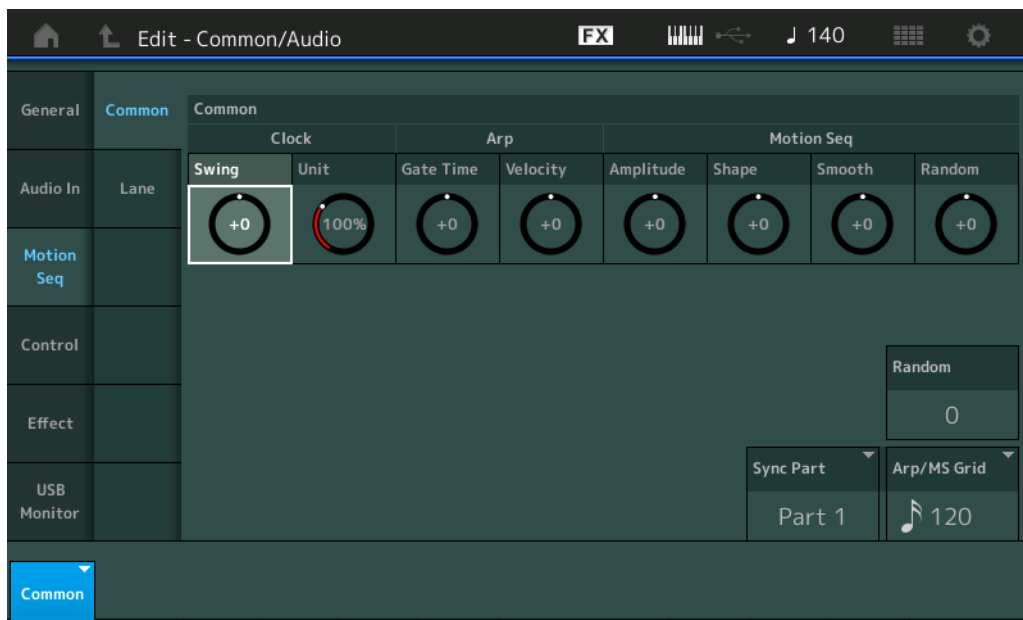 Edit - Common/Audio FX ♩ 140
General
Audio In
Motion
Seq
Control
Effect
USB
Monitor
Common
Lane
Common
Clock Arp Motion Seq
Swing Unit Gate Time Velocity Amplitude Shape Smooth Random
+0 100% +0 +0 +0 +0 +0 +0
Random
0
Sync Part Arp/MS Grid
Part 1 120
Common